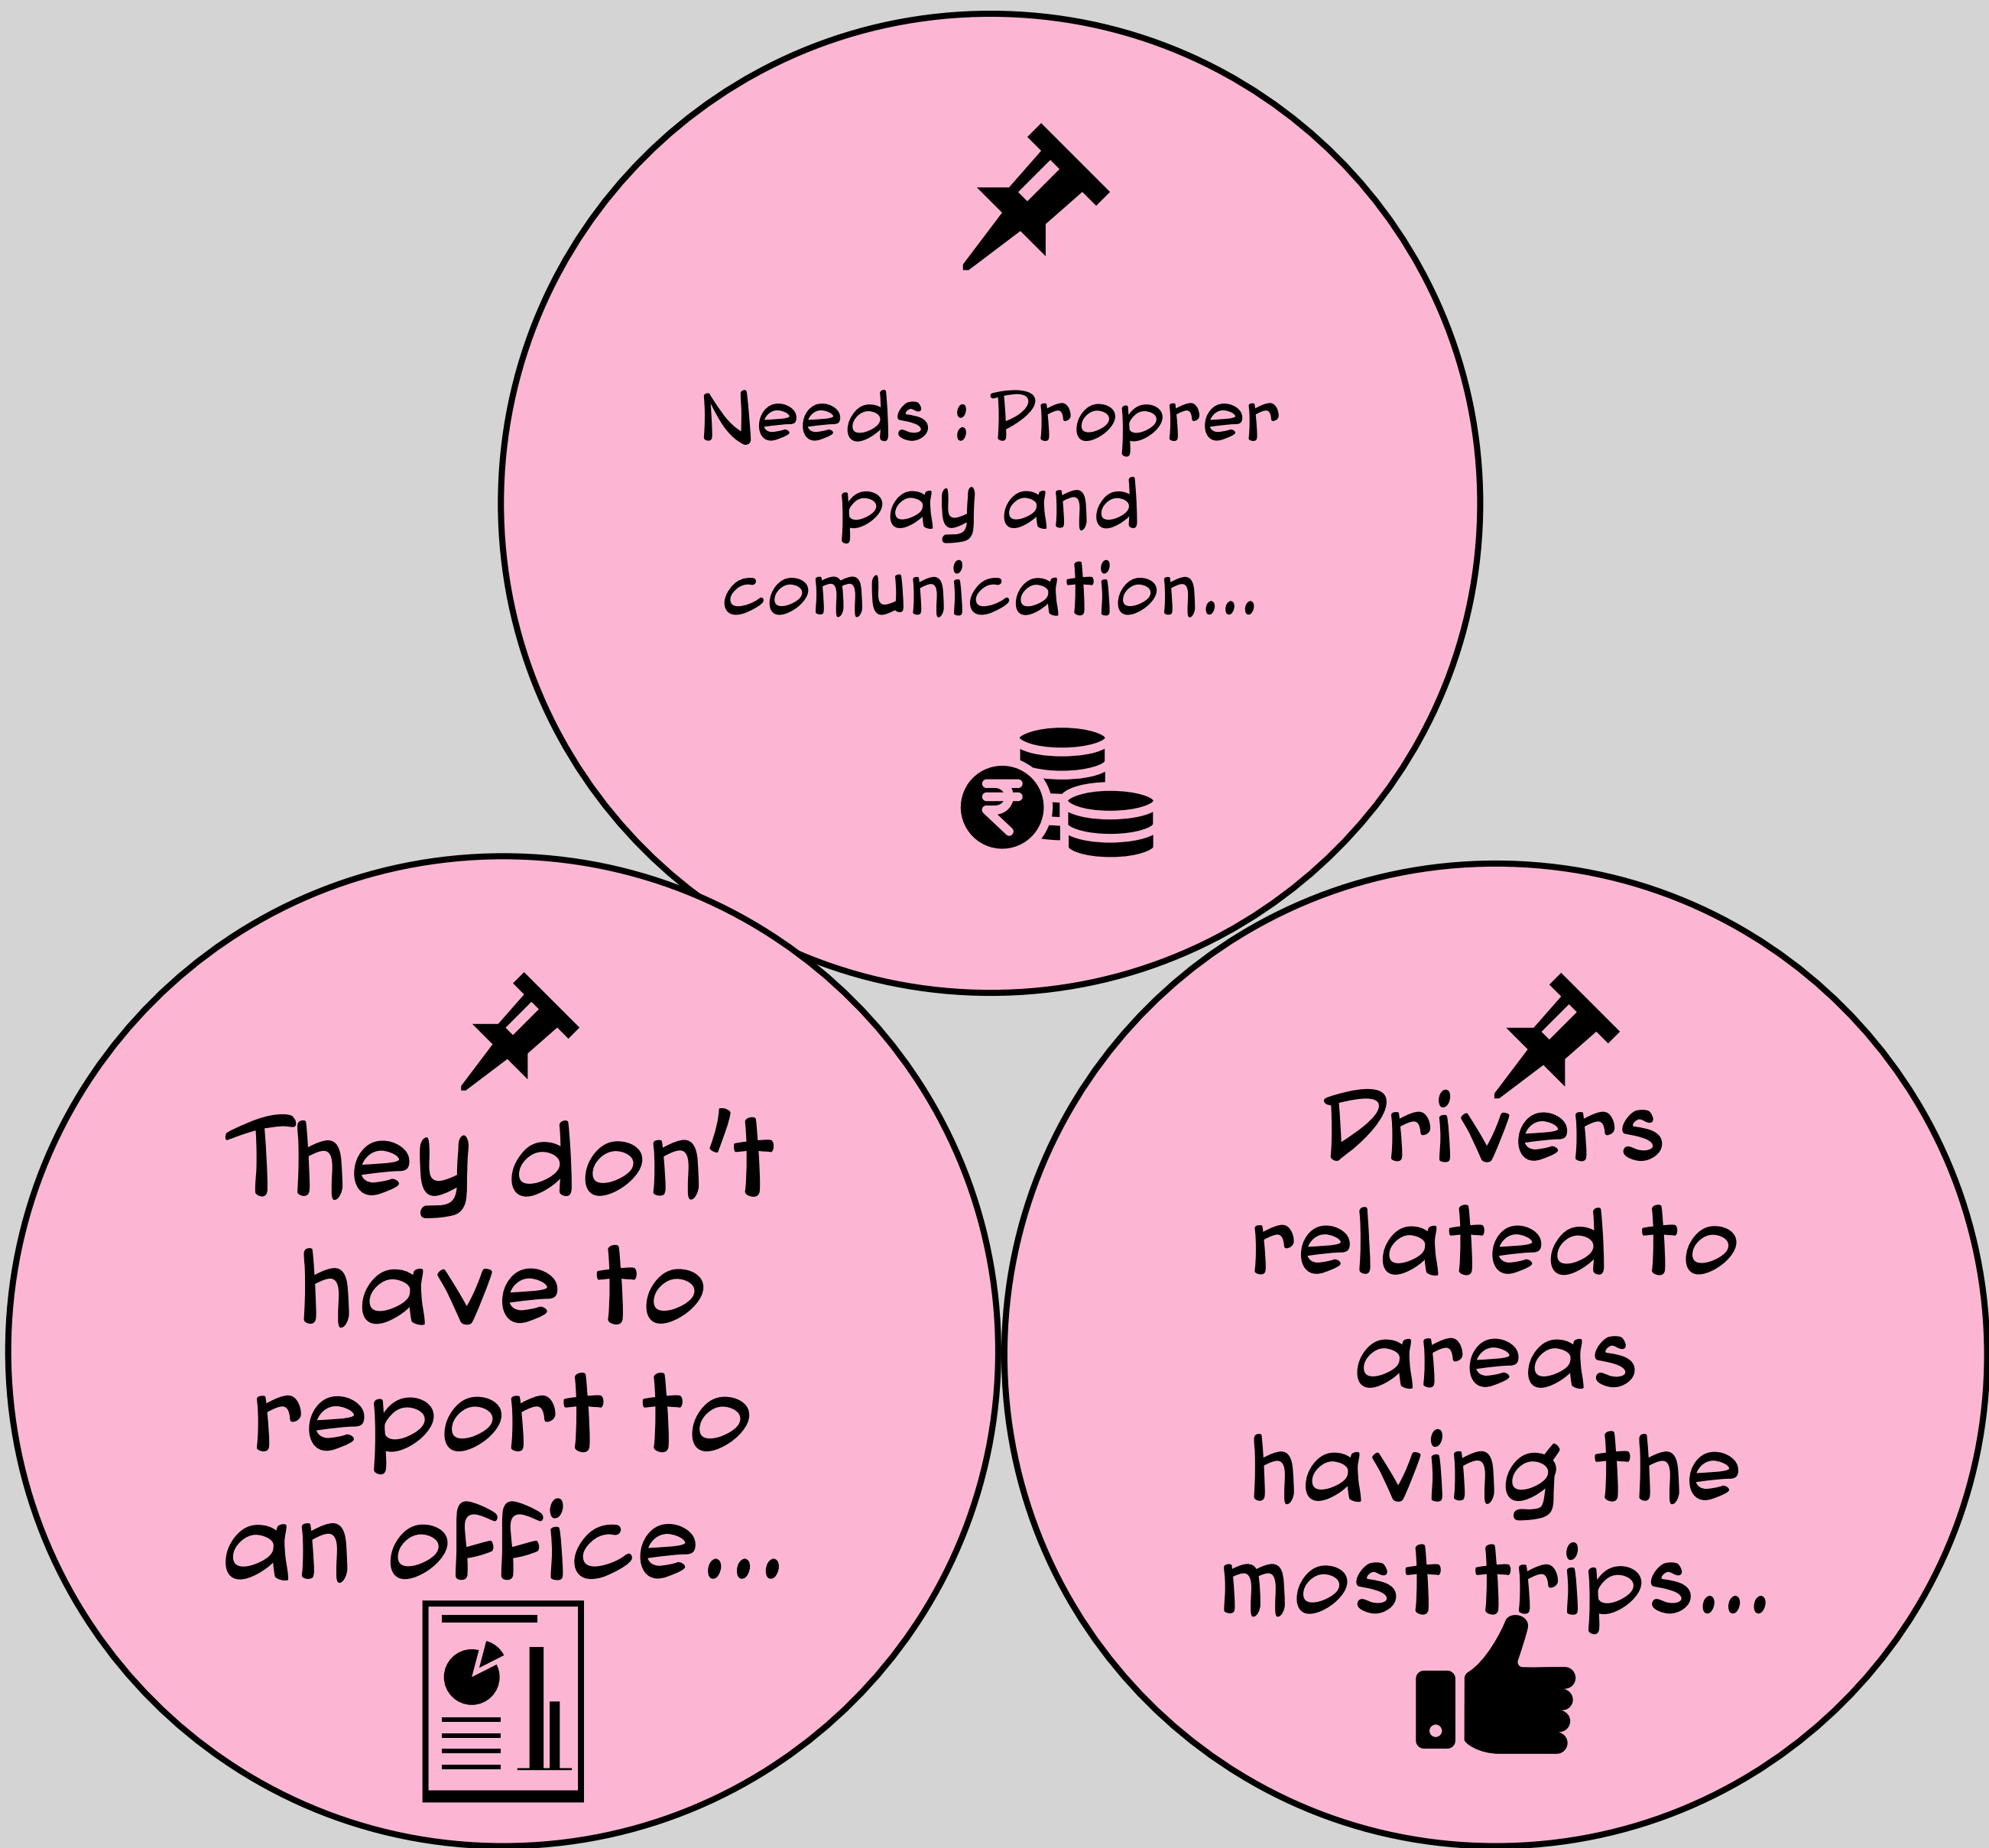 Needs : Propper
pay and
comunication...
They don't
have to
report to
an office...
Drivers
related to
areas
having the
most trips...